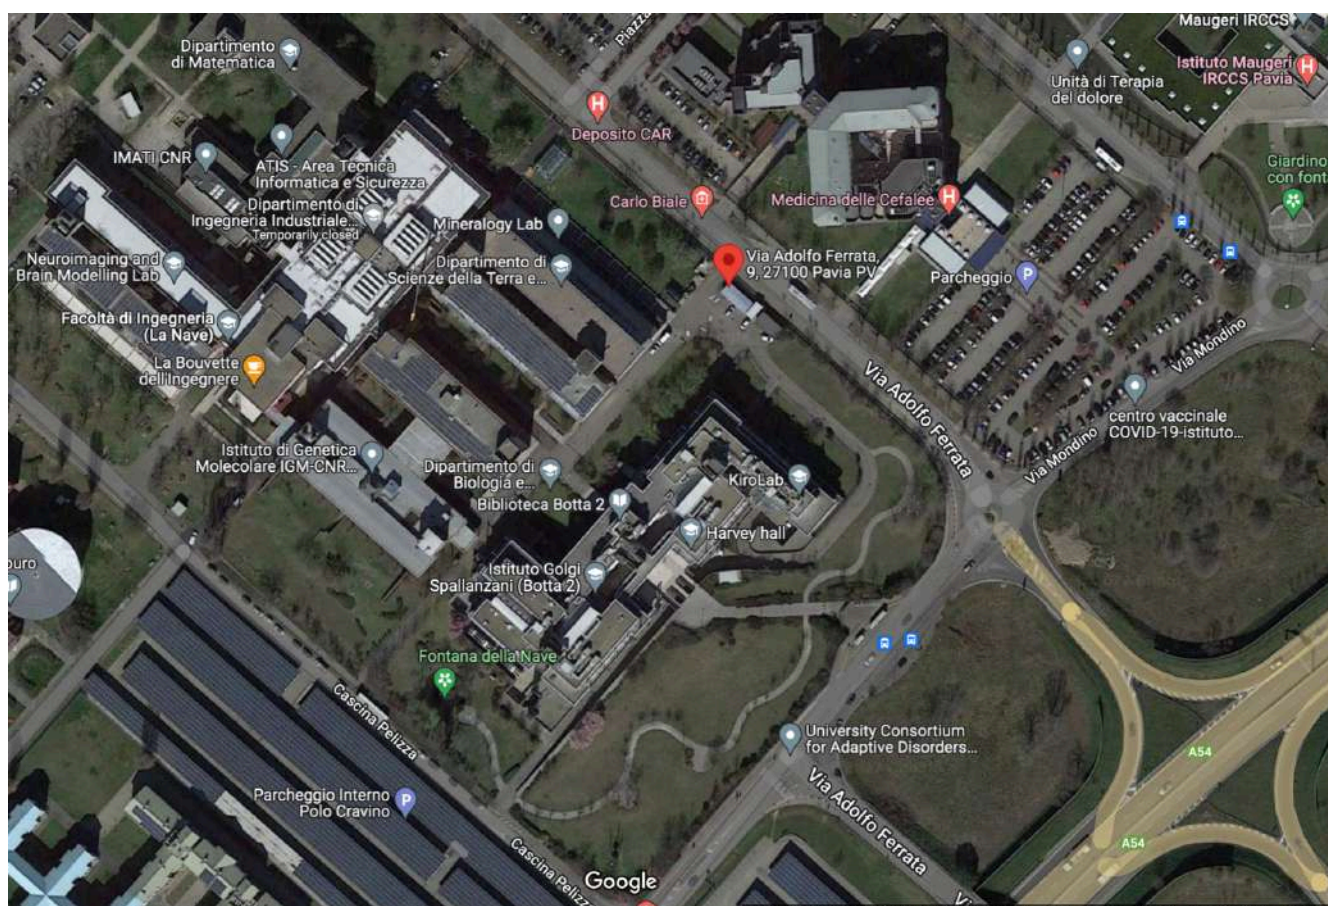 Maugeri IRCCS
Piazza
Dipartimento
di Matematica
Istituto Maugeri
IRCCS Pavia
Unità di Terapia
del dolore
Deposito CAR
IMATI CNR
ATIS - Area Tecnica
Informatica e Sicurezza
Giardino
con font
Dipartimento di
Ingegneria Industriale...
Temporarily closed
Carlo Biale
Medicina delle Cefalee
Mineralogy Lab
Neuroimaging and
Brain Modelling Lab
Dipartimento di
Scienze della Terra e...
Via Adolfo Ferrata,
9, 27100 Pavia PV
Parcheggio
P
Facoltà di Ingegneria
(La Nave)
Via Mondino
La Bouvette
dell'Ingegnere
Via Adolfo Ferrata
centro vaccinale
COVID-19-istituto...
Istituto di Genetica
Molecolare IGM-CNR...
Dipartimento di
Biologia e...
Via Mondino
KiroLab
Biblioteca Botta 2
Harvey hall
ouro
Istituto Golgi
Spallanzani (Botta 2)
Fontana della Nave
Cascina Pelizza
University Consortium
for Adaptive Disorders...
A54
Parcheggio Interno
Polo Cravino
P
Via Adolfo Ferrata
A54
Cascina Pelizza
Google
Vi